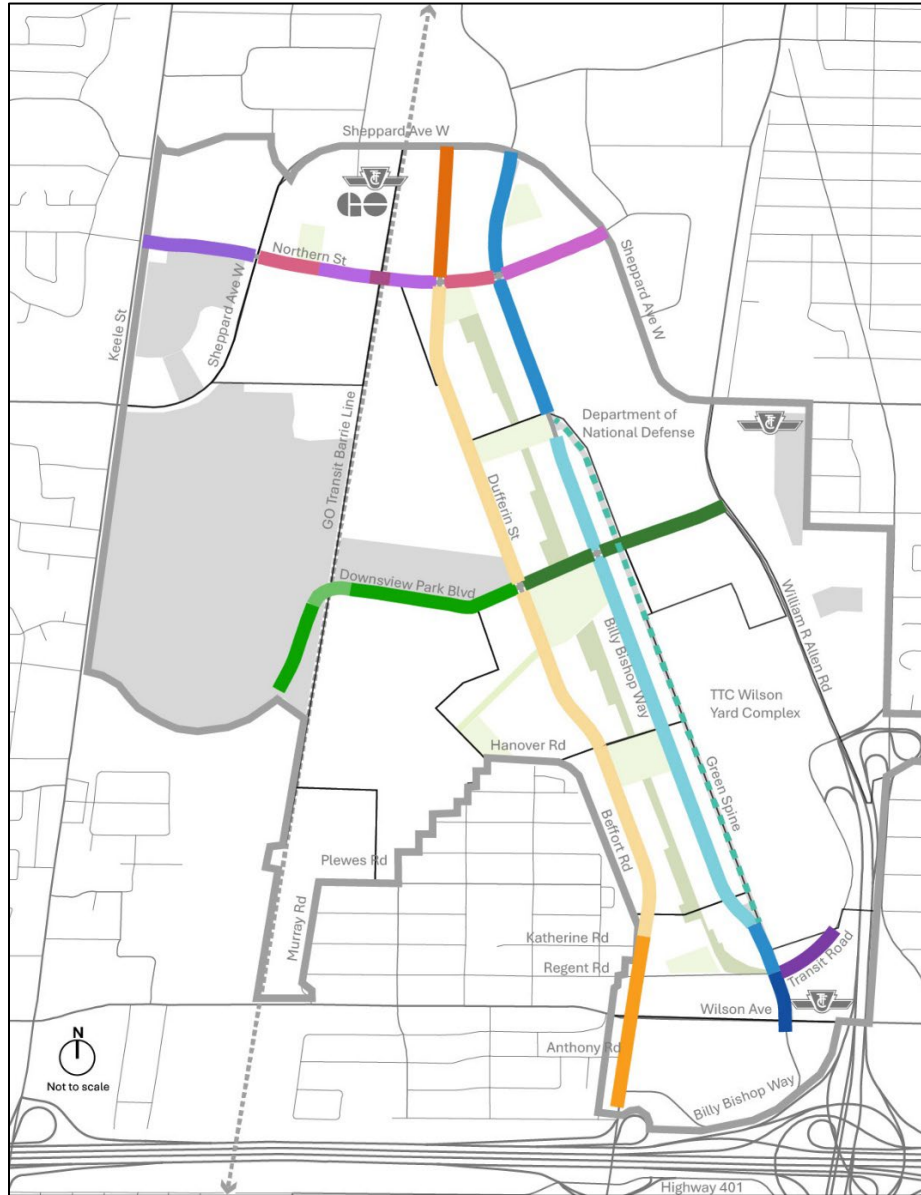 Sheppard Ave W
TTC
GO
Northern St
Sheppard Ave W
Sheppard Ave W
Keele St
GO Transit Barrie Line
Department of
National Defense
TTC
Dufferin St
Downsview Park Blvd
William R Allen Rd
Billy Bishop Way
TTC Wilson
Yard Complex
Hanover Rd
Green Spine
Beffort Rd
Plewes Rd
Murray Rd
Katherine Rd
Transit Road
Regent Rd
Wilson Ave
TTC
N
Not to scale
Anthony Rd
Billy Bishop Way
Highway 401